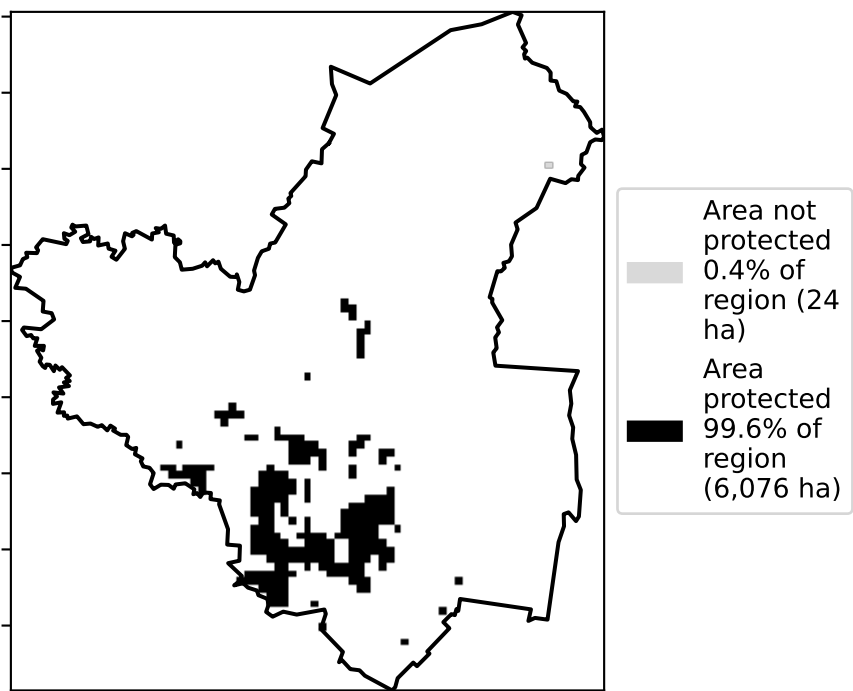 Area not
protected
0.4% of
region (24
ha)
Area
protected
99.6% of
region
(6,076 ha)